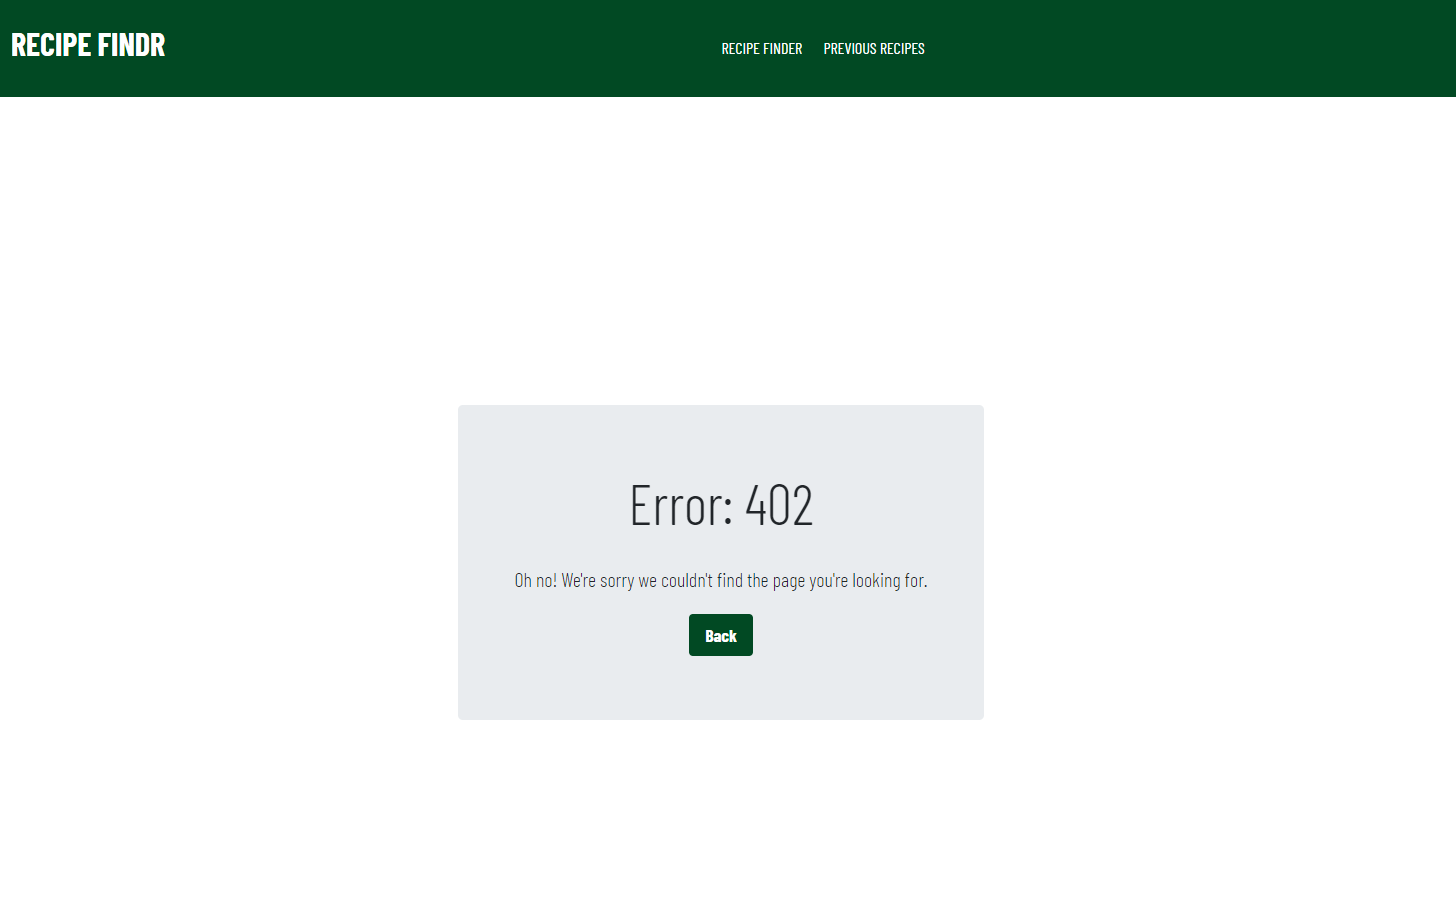 RECIPE FINDR
RECIPE FINDER PREVIOUS RECIPES
Error: 402
Oh no! We're sorry we couldn't find the page you're looking for.
Back